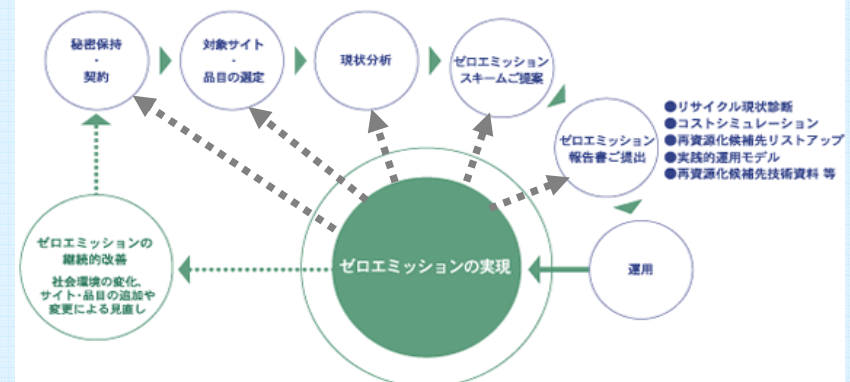 秘密保持
・
契約
対象サイト
・
品目の選定
現状分析
ゼロエミッション
スキームご提案
ゼロエミッション
報告書ご提出
●リサイクル現状診断
●コストシミュレーション
●再資源化候補先リストアップ
●実践的運用モデル
●再資源化候補先技術資料 等
運用
ゼロエミッションの実現
ゼロエミッションの
継続的改善
社会環境の変化、
サイト・品目の追加や
変更による見直し